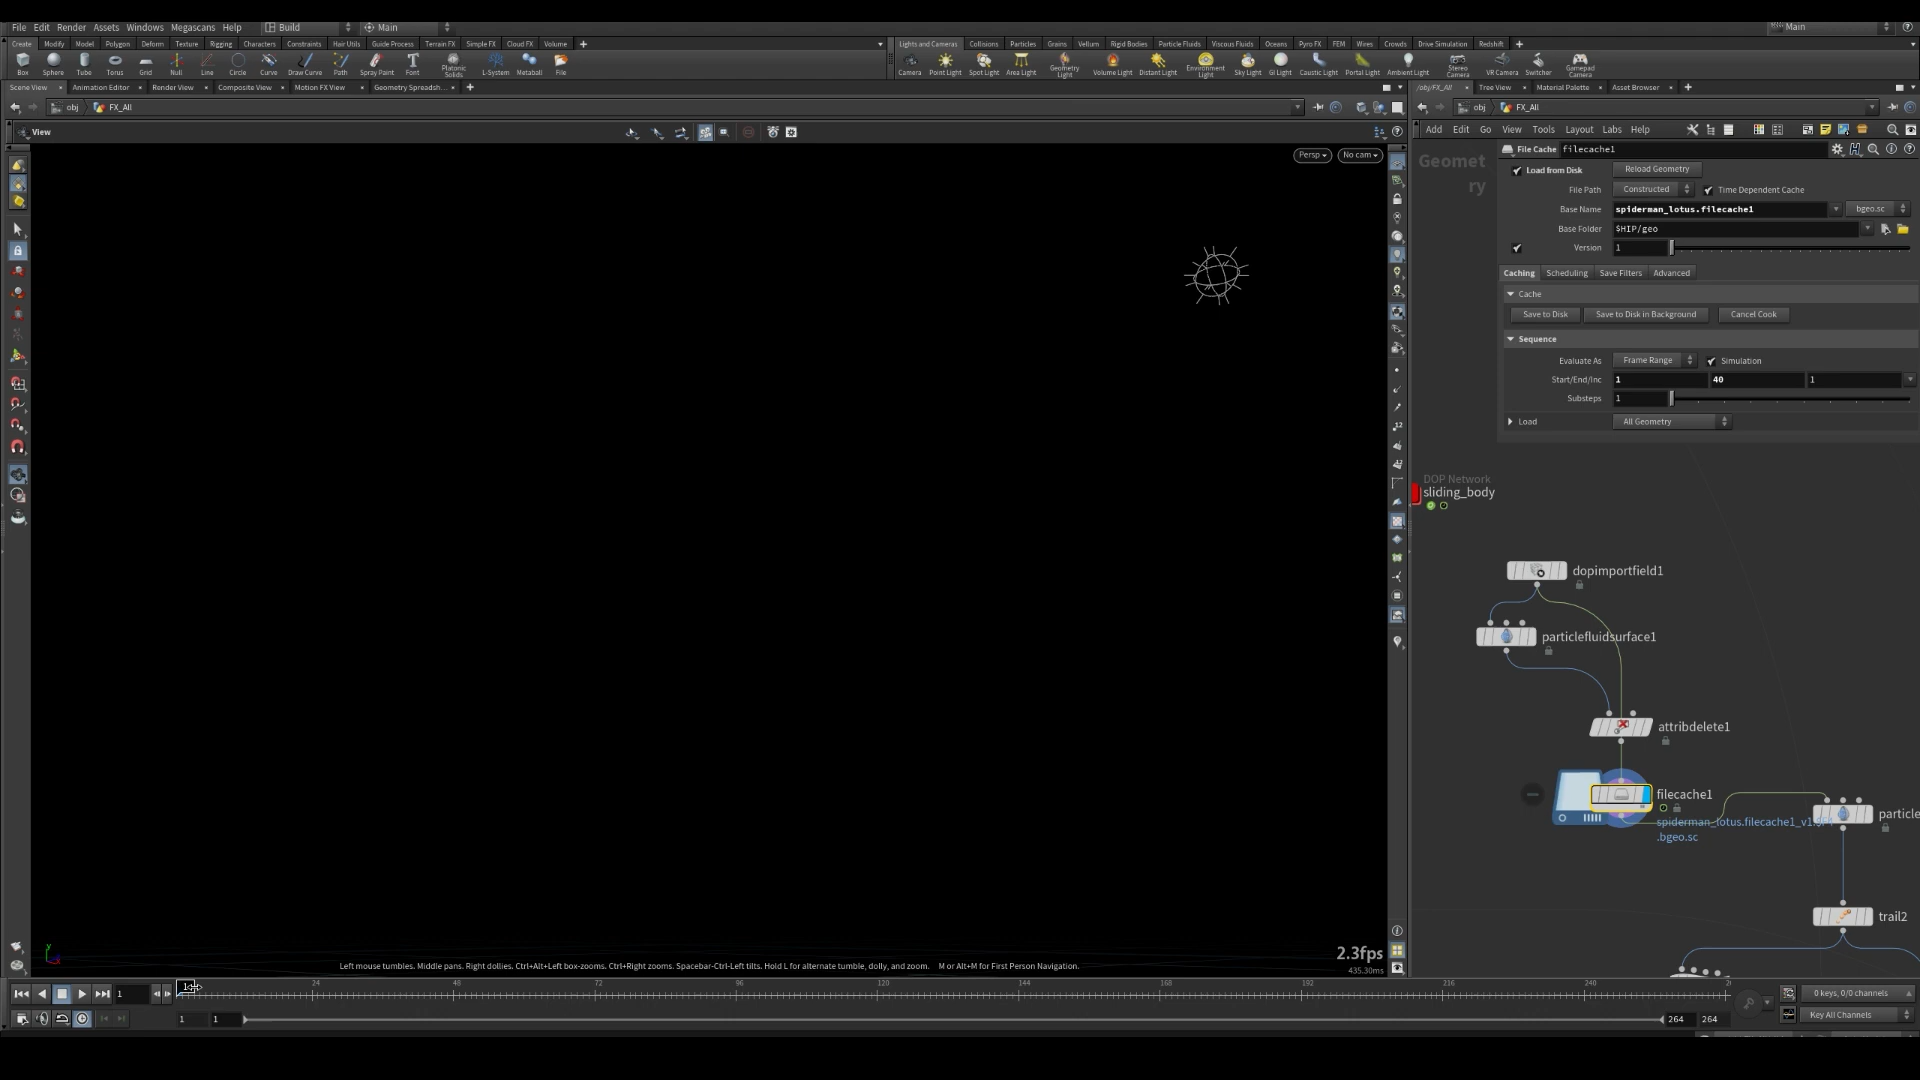 File Edit Render Assets Windows Megascans Help Build Main Main
Create Modify Model Polygon Deform Texture Rigging Characters Constraints Hair Utils Guide Process Terrain FX Simple FX Cloud FX Volume
Lights and Cameras Collisions Particles Grains Vellum Rigid Bodies Particle Fluids Viscous Fluids Oceans Pyro FX FEM Wires Crowds Drive Simulation Redshift
Box Sphere Tube Torus Grid Null Line Circle Curve Draw Curve Path Spray Paint Font Platonic Solids L-System Metaball File
Camera Point Light Spot Light Area Light Geometry Light Volume Light Distant Light Environment Light Sky Light GI Light Caustic Light Portal Light Ambient Light Stereo Camera VR Camera Switcher Gamepad Camera
Scene View Animation Editor Render View Composite View Motion FX View Geometry Spreadsh...
/obj/FX_All Tree View Material Palette Asset Browser
obj FX_All
obj FX_All
View
Add Edit Go View Tools Layout Labs Help
Persp No cam
Geomet
ry
File Cache filecache1
Load from Disk Reload Geometry
File Path Constructed Time Dependent Cache
Base Name spiderman_lotus.filecache1 bgeo.sc
Base Folder $HIP/geo
Version 1
Caching Scheduling Save Filters Advanced
Cache
Save to Disk Save to Disk in Background Cancel Cook
Sequence
Evaluate As Frame Range Simulation
Start/End/Inc 1 40 1
Substeps 1
Load All Geometry
DOP Network
sliding_body
dopimportfield1
particlefluidsurface1
attribdelete1
filecache1
spiderman_lotus.filecache1_v1
.bgeo.sc
particle
trail2
2.3fps
435.30ms
Left mouse tumbles. Middle pans. Right dollies. Ctrl+Alt+Left box-zooms. Ctrl+Right zooms. Spacebar-Ctrl-Left tilts. Hold L for alternate tumble, dolly, and zoom. M or Alt+M for First Person Navigation.
1 24 48 72 96 120 144 168 192 216 240
0 keys, 0/0 channels
1 1 264 264
Key All Channels